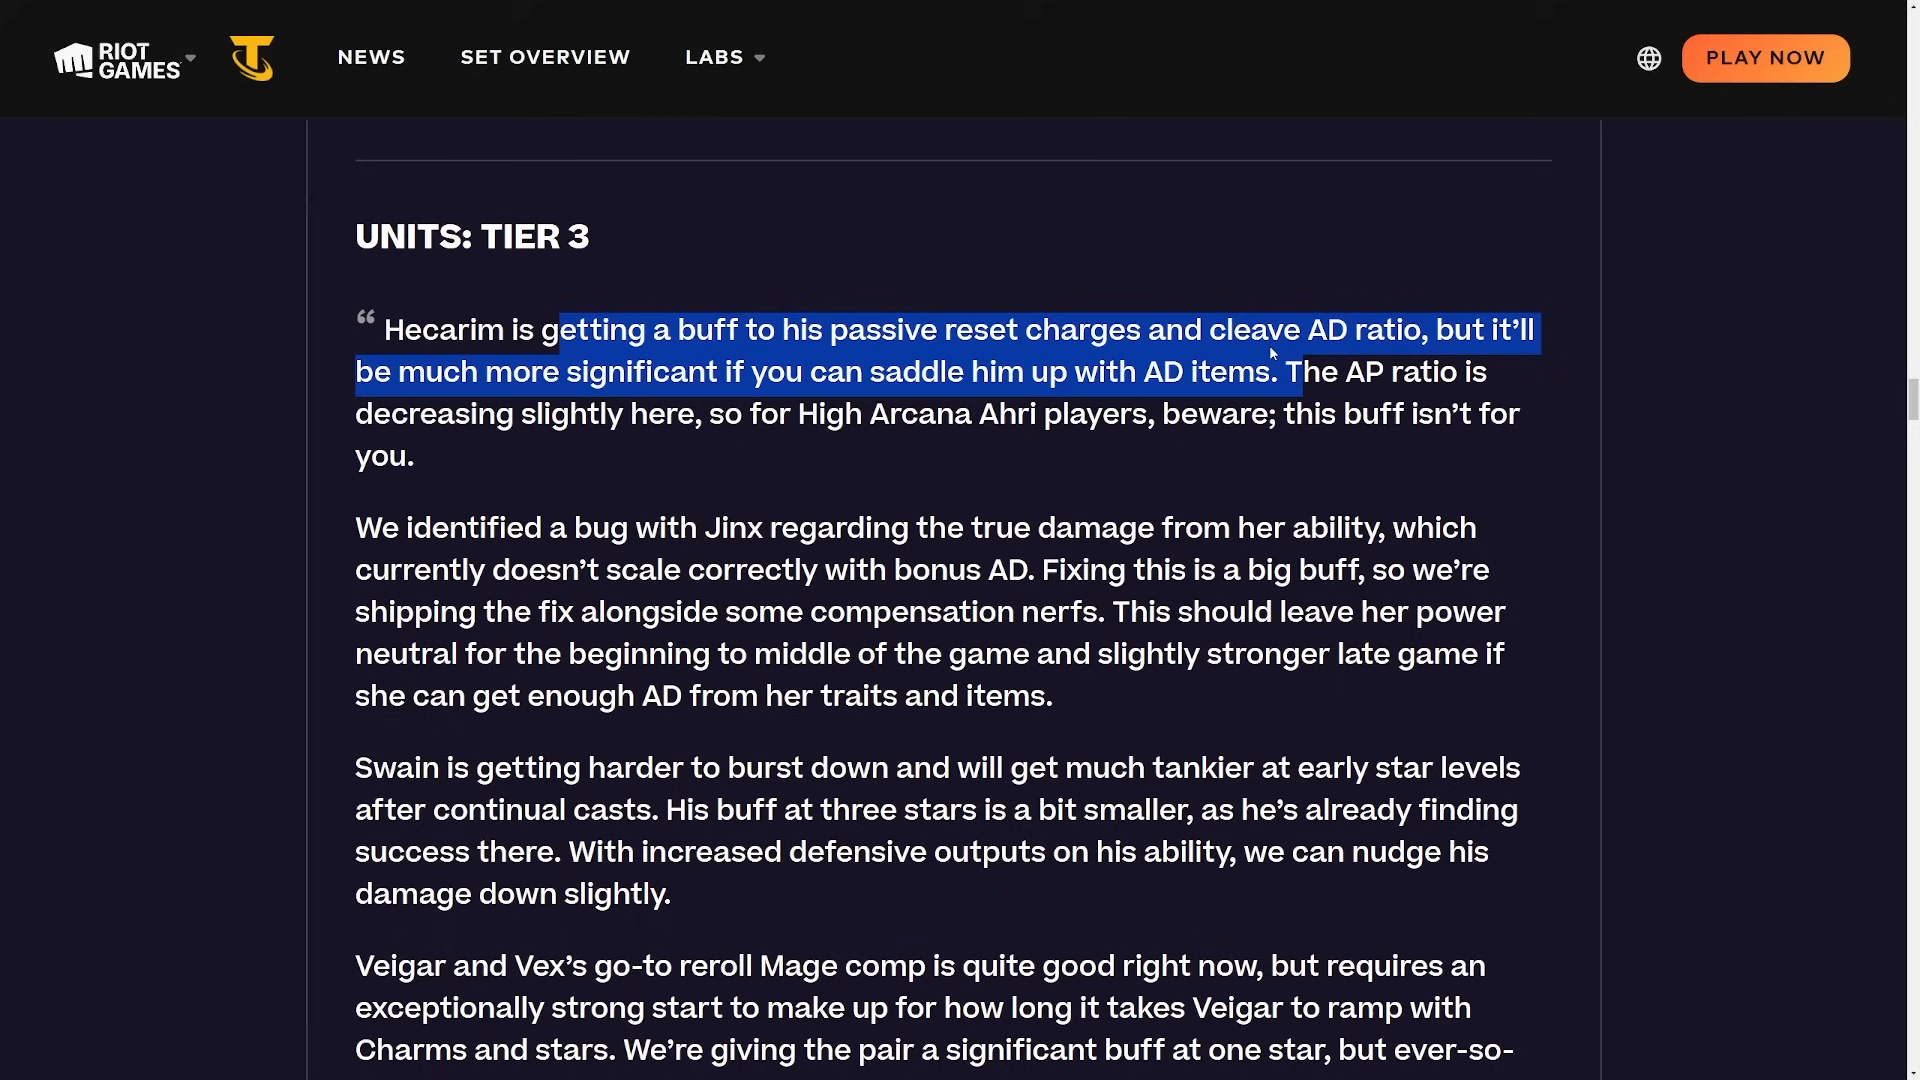 RIOT
GAMES
NEWS
SET OVERVIEW
LABS
PLAY NOW
UNITS: TIER 3
“ Hecarim is getting a buff to his passive reset charges and cleave AD ratio, but it’ll
be much more significant if you can saddle him up with AD items. The AP ratio is
decreasing slightly here, so for High Arcana Ahri players, beware; this buff isn’t for
you.
We identified a bug with Jinx regarding the true damage from her ability, which
currently doesn’t scale correctly with bonus AD. Fixing this is a big buff, so we’re
shipping the fix alongside some compensation nerfs. This should leave her power
neutral for the beginning to middle of the game and slightly stronger late game if
she can get enough AD from her traits and items.
Swain is getting harder to burst down and will get much tankier at early star levels
after continual casts. His buff at three stars is a bit smaller, as he’s already finding
success there. With increased defensive outputs on his ability, we can nudge his
damage down slightly.
Veigar and Vex’s go-to reroll Mage comp is quite good right now, but requires an
exceptionally strong start to make up for how long it takes Veigar to ramp with
Charms and stars. We’re giving the pair a significant buff at one star, but ever-so-